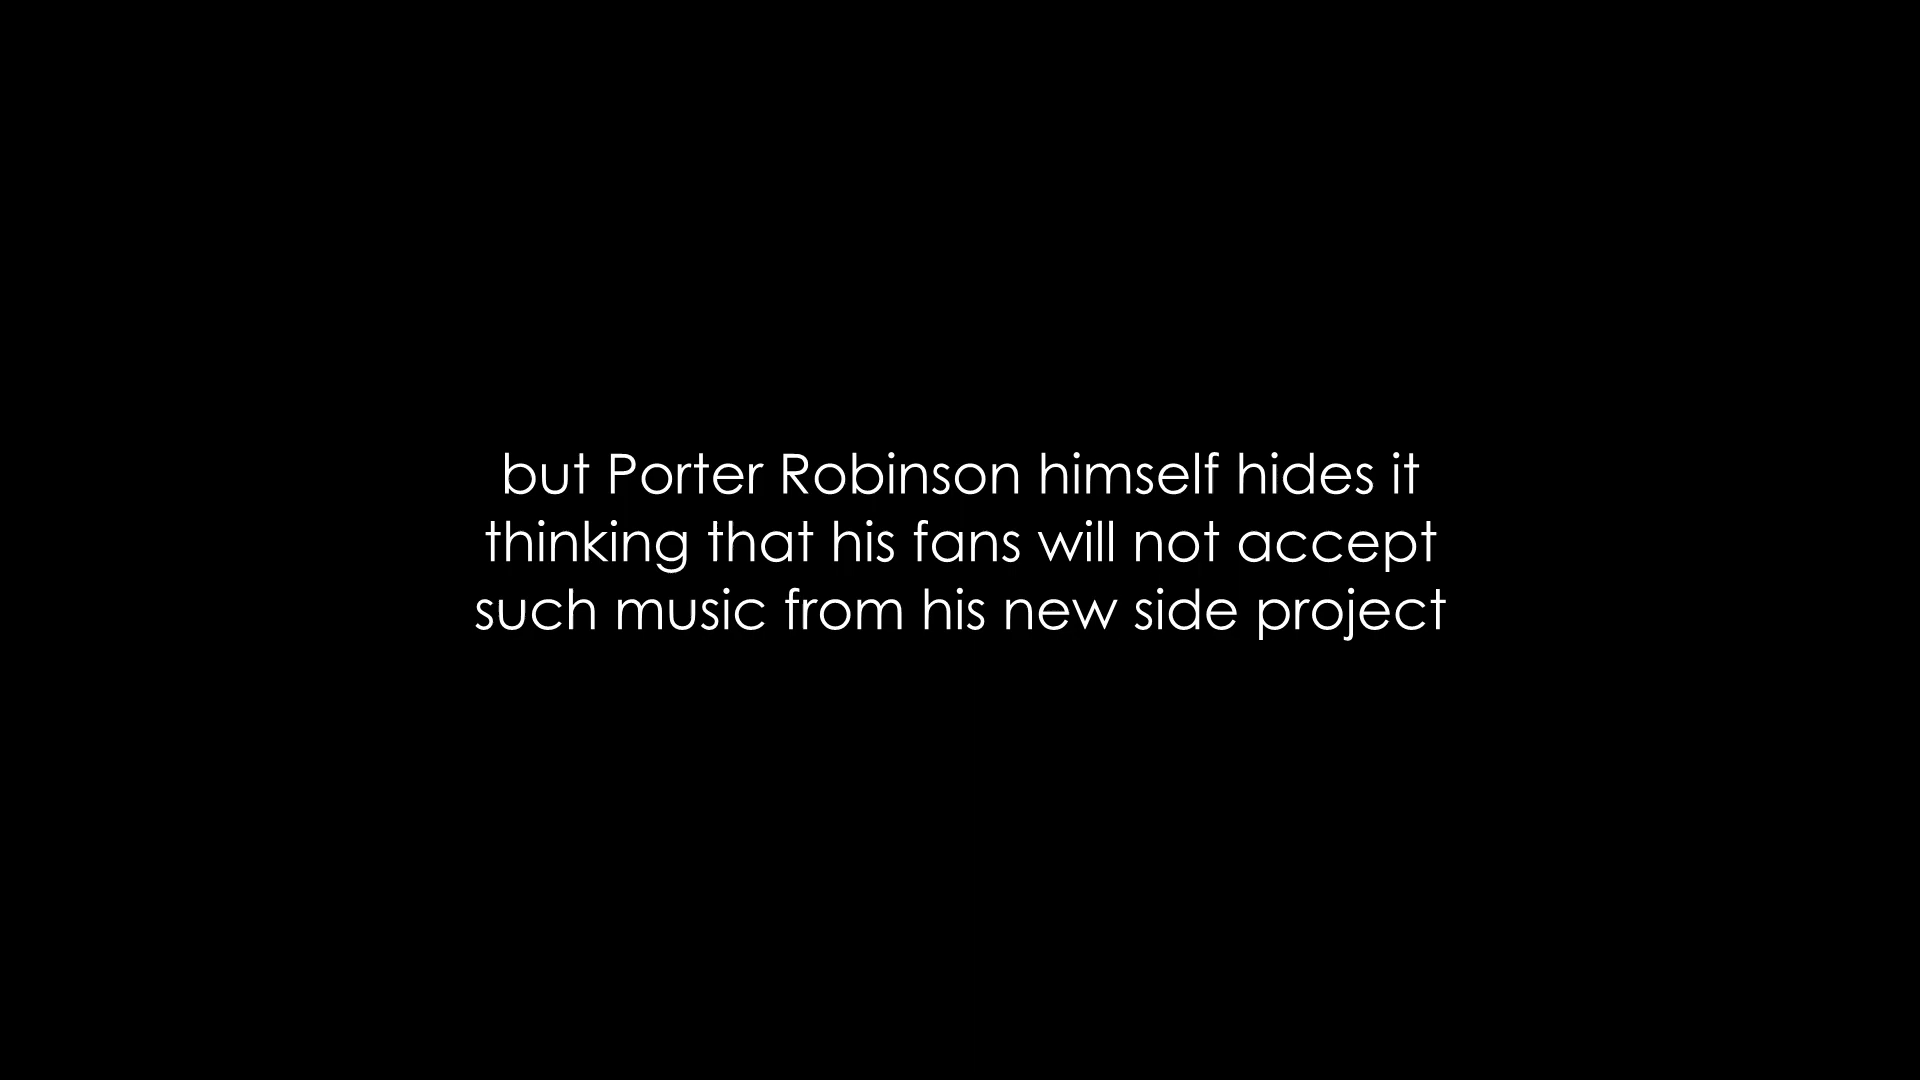 but Porter Robinson himself hides it
thinking that his fans will not accept
such music from his new side project